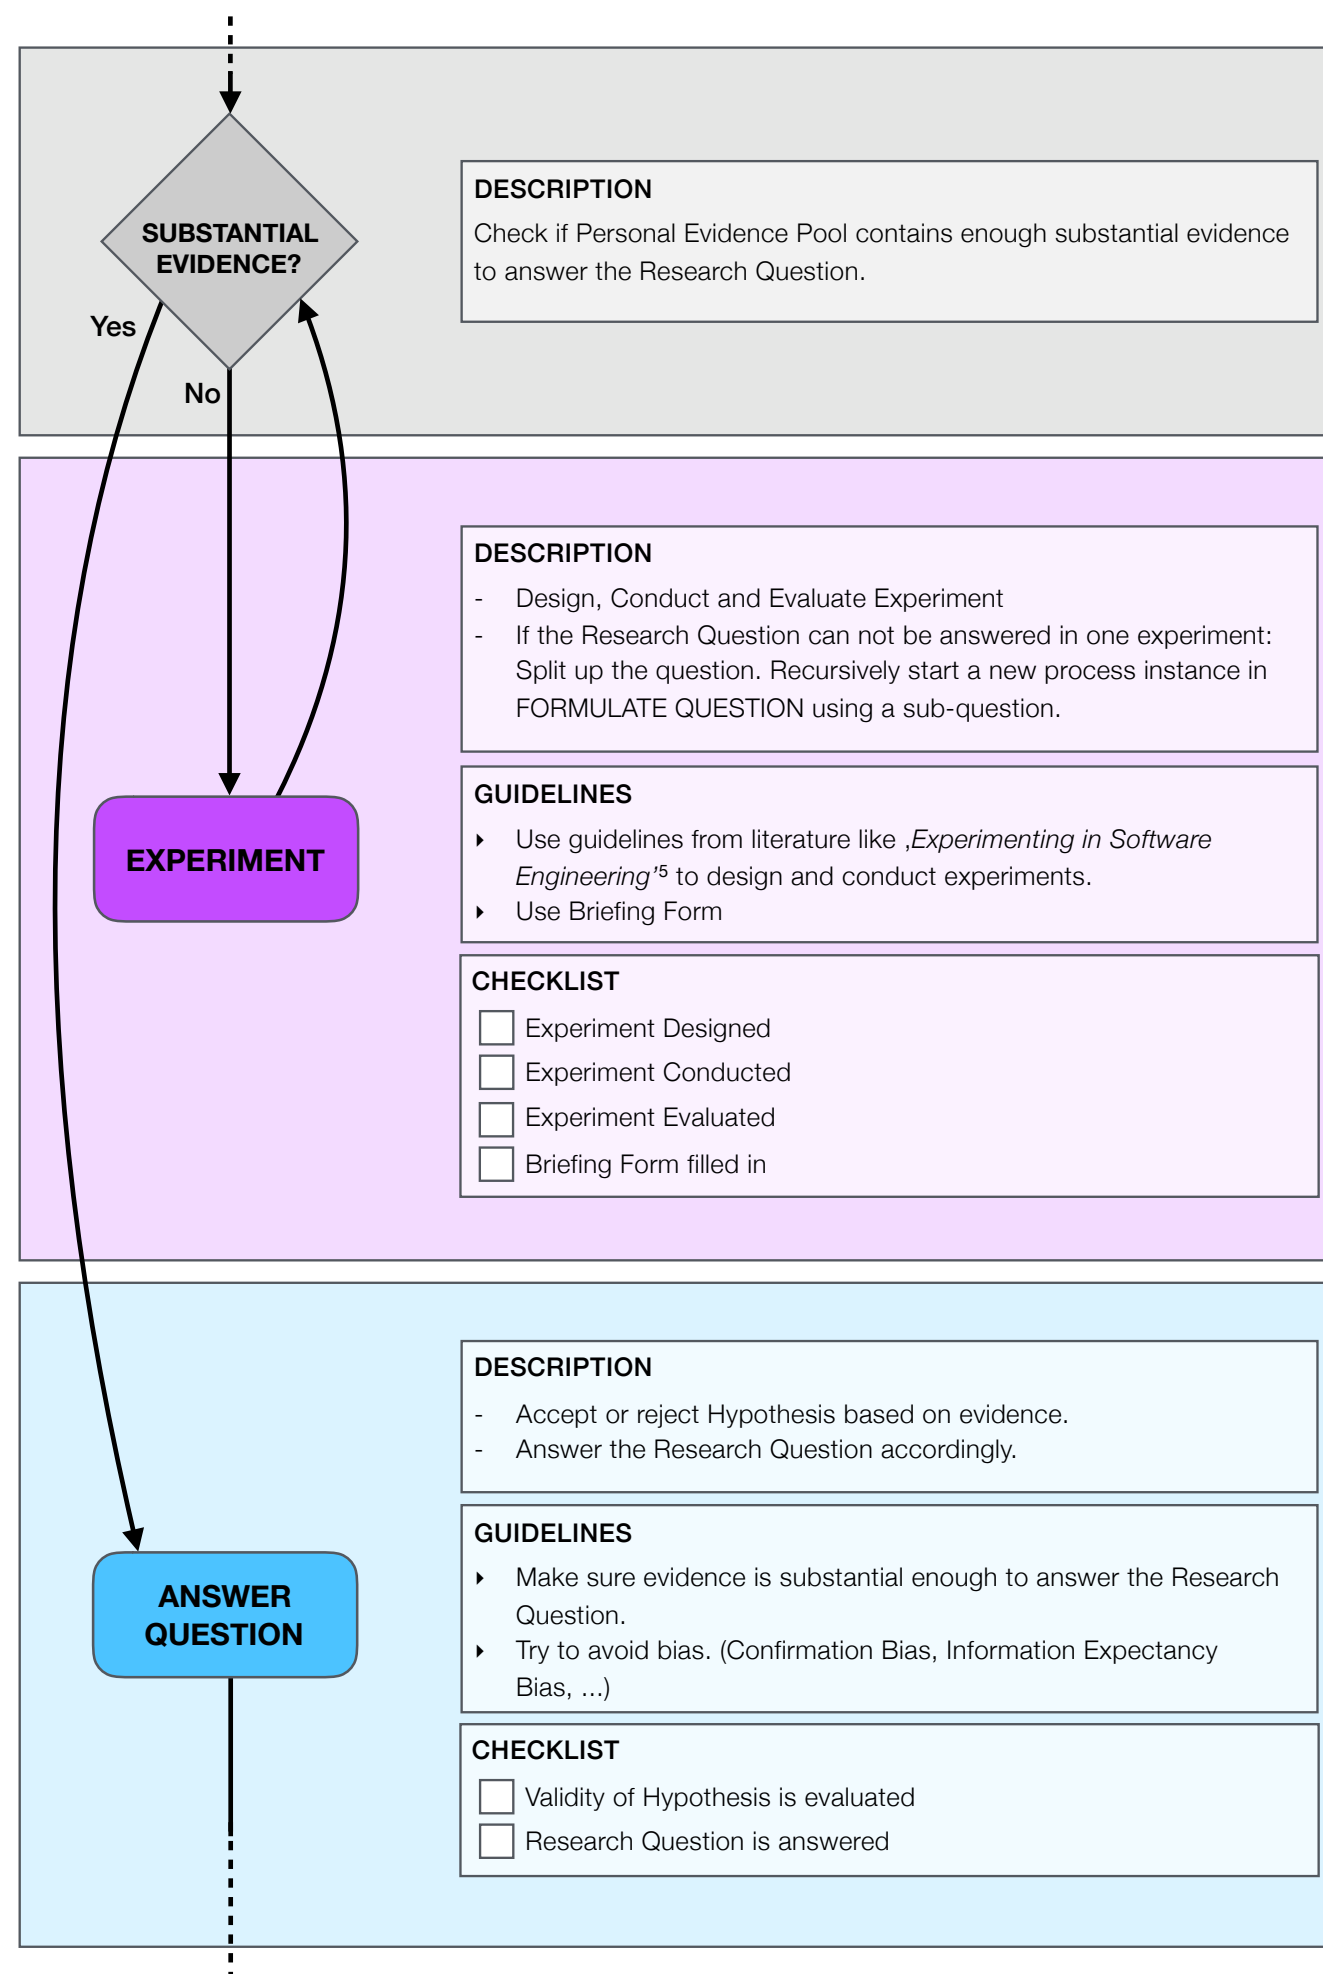 SUBSTANTIAL
EVIDENCE?
Yes
No
DESCRIPTION
Check if Personal Evidence Pool contains enough substantial evidence
to answer the Research Question.
EXPERIMENT
DESCRIPTION
- Design, Conduct and Evaluate Experiment
- If the Research Question can not be answered in one experiment:
Split up the question. Recursively start a new process instance in
FORMULATE QUESTION using a sub-question.
GUIDELINES
‣ Use guidelines from literature like ‚Experimenting in Software
Engineering’⁵ to design and conduct experiments.
‣ Use Briefing Form
CHECKLIST
Experiment Designed
Experiment Conducted
Experiment Evaluated
Briefing Form filled in
ANSWER
QUESTION
DESCRIPTION
- Accept or reject Hypothesis based on evidence.
- Answer the Research Question accordingly.
GUIDELINES
‣ Make sure evidence is substantial enough to answer the Research
Question.
‣ Try to avoid bias. (Confirmation Bias, Information Expectancy
Bias, ...)
CHECKLIST
Validity of Hypothesis is evaluated
Research Question is answered